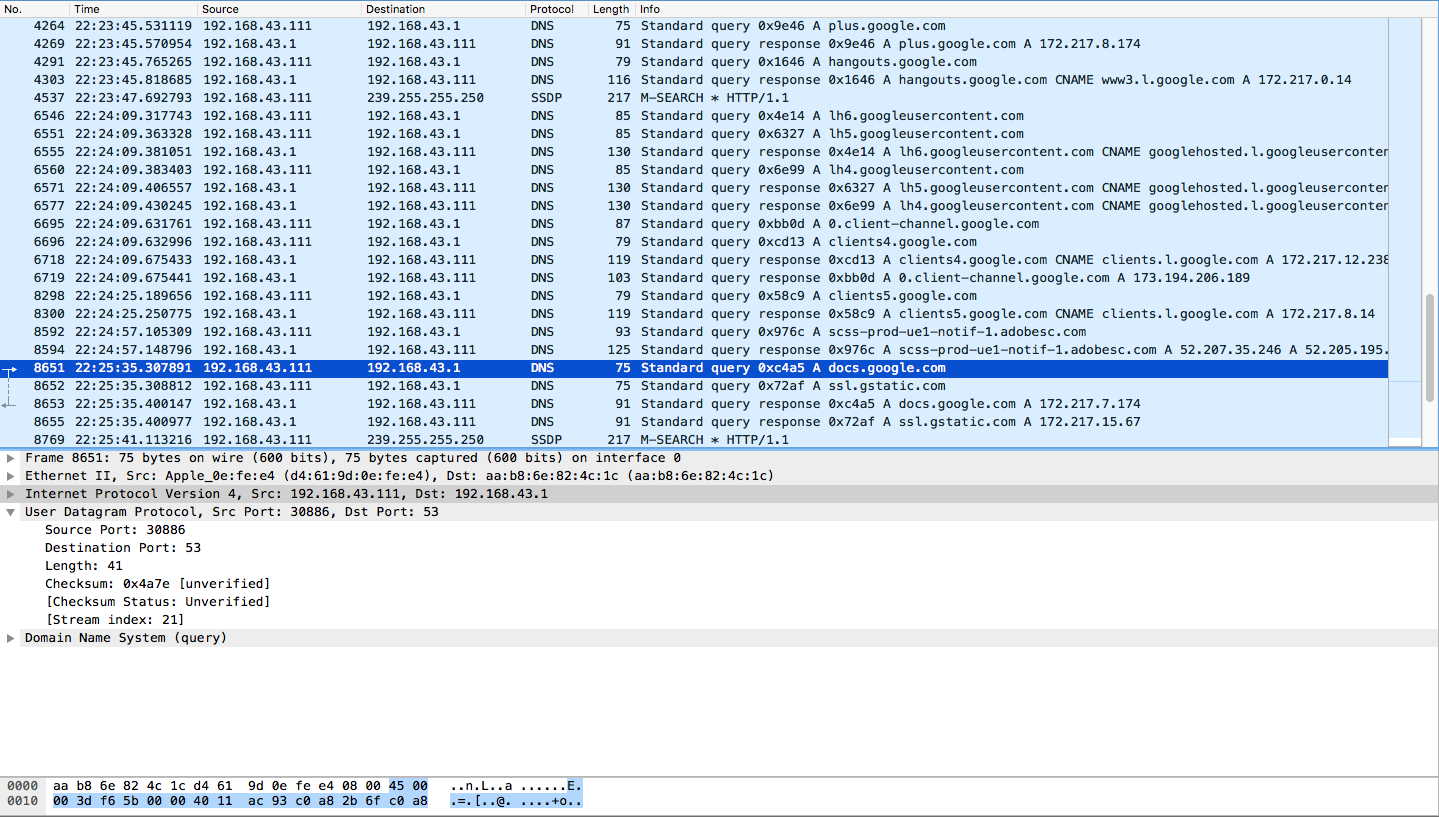 No. Time Source Destination Protocol Length Info
4264 22:23:45.531119 192.168.43.111 192.168.43.1 DNS 75 Standard query 0x9e46 A plus.google.com
4269 22:23:45.570954 192.168.43.1 192.168.43.111 DNS 91 Standard query response 0x9e46 A plus.google.com A 172.217.8.174
4291 22:23:45.765265 192.168.43.111 192.168.43.1 DNS 79 Standard query 0x1646 A hangouts.google.com
4303 22:23:45.818685 192.168.43.1 192.168.43.111 DNS 116 Standard query response 0x1646 A hangouts.google.com CNAME www3.l.google.com A 172.217.0.14
4537 22:23:47.692793 192.168.43.111 239.255.255.250 SSDP 217 M-SEARCH * HTTP/1.1
6546 22:24:09.317743 192.168.43.111 192.168.43.1 DNS 85 Standard query 0x4e14 A lh6.googleusercontent.com
6551 22:24:09.363328 192.168.43.111 192.168.43.1 DNS 85 Standard query 0x6327 A lh5.googleusercontent.com
6555 22:24:09.381051 192.168.43.1 192.168.43.111 DNS 130 Standard query response 0x4e14 A lh6.googleusercontent.com CNAME googlehosted.l.googleuserconter
6560 22:24:09.383403 192.168.43.111 192.168.43.1 DNS 85 Standard query 0x6e99 A lh4.googleusercontent.com
6571 22:24:09.406557 192.168.43.1 192.168.43.111 DNS 130 Standard query response 0x6327 A lh5.googleusercontent.com CNAME googlehosted.l.googleuserconter
6577 22:24:09.430245 192.168.43.1 192.168.43.111 DNS 130 Standard query response 0x6e99 A lh4.googleusercontent.com CNAME googlehosted.l.googleuserconter
6695 22:24:09.631761 192.168.43.111 192.168.43.1 DNS 87 Standard query 0xbb0d A 0.client-channel.google.com
6696 22:24:09.632996 192.168.43.111 192.168.43.1 DNS 79 Standard query 0xcd13 A clients4.google.com
6718 22:24:09.675433 192.168.43.1 192.168.43.111 DNS 119 Standard query response 0xcd13 A clients4.google.com CNAME clients.l.google.com A 172.217.12.238
6719 22:24:09.675441 192.168.43.1 192.168.43.111 DNS 103 Standard query response 0xbb0d A 0.client-channel.google.com A 173.194.206.189
8298 22:24:25.189656 192.168.43.111 192.168.43.1 DNS 79 Standard query 0x58c9 A clients5.google.com
8300 22:24:25.250775 192.168.43.1 192.168.43.111 DNS 119 Standard query response 0x58c9 A clients5.google.com CNAME clients.l.google.com A 172.217.8.14
8592 22:24:57.105309 192.168.43.111 192.168.43.1 DNS 93 Standard query 0x976c A scss-prod-ue1-notif-1.adobesc.com
8594 22:24:57.148796 192.168.43.1 192.168.43.111 DNS 125 Standard query response 0x976c A scss-prod-ue1-notif-1.adobesc.com A 52.207.35.246 A 52.205.195.
8651 22:25:35.307891 192.168.43.111 192.168.43.1 DNS 75 Standard query 0xc4a5 A docs.google.com
8652 22:25:35.308812 192.168.43.111 192.168.43.1 DNS 75 Standard query 0x72af A ssl.gstatic.com
8653 22:25:35.400147 192.168.43.1 192.168.43.111 DNS 91 Standard query response 0xc4a5 A docs.google.com A 172.217.7.174
8655 22:25:35.400977 192.168.43.1 192.168.43.111 DNS 91 Standard query response 0x72af A ssl.gstatic.com A 172.217.15.67
8769 22:25:41.113216 192.168.43.111 239.255.255.250 SSDP 217 M-SEARCH * HTTP/1.1
Frame 8651: 75 bytes on wire (600 bits), 75 bytes captured (600 bits) on interface 0
Ethernet II, Src: Apple_0e:fe:e4 (d4:61:9d:0e:fe:e4), Dst: aa:b8:6e:82:4c:1c (aa:b8:6e:82:4c:1c)
Internet Protocol Version 4, Src: 192.168.43.111, Dst: 192.168.43.1
User Datagram Protocol, Src Port: 30886, Dst Port: 53
Source Port: 30886
Destination Port: 53
Length: 41
Checksum: 0x4a7e [unverified]
[Checksum Status: Unverified]
[Stream index: 21]
Domain Name System (query)
0000 aa b8 6e 82 4c 1c d4 61 9d 0e fe e4 08 00 45 00 ..n.L..a ......E.
0010 00 3d f6 5b 00 00 40 11 ac 93 c0 a8 2b 6f c0 a8 .=.[..@. ....+o..